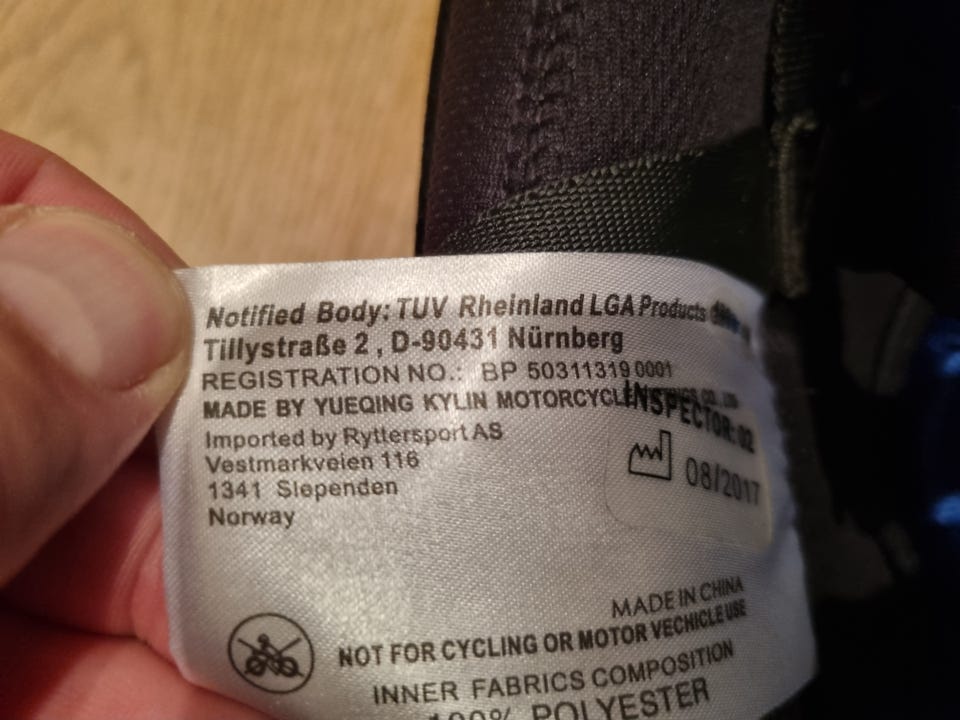 Notified Body: TUV Rheinland LGA Products
Tillystraße 2 , D-90431 Nürnberg
REGISTRATION NO.: BP 50311319 0001
MADE BY YUEQING KYLIN
INSPECTOR: 02
Imported by Ryttersport AS
Vestmarkveien 116
08/2017
1341 Slependen
Norway
MADE IN CHINA
NOT FOR CYCLING OR MOTOR VECHICLE USE
INNER FABRICS COMPOSITION
100% POLYESTER